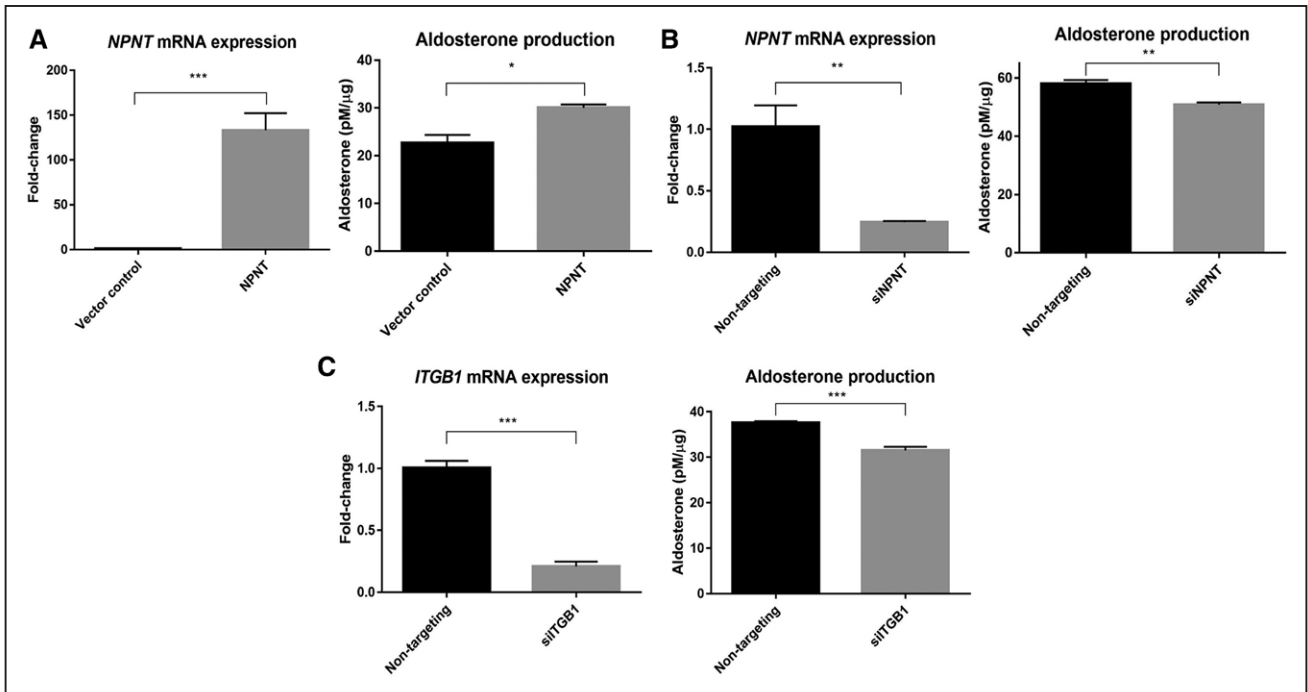 A
NPNT mRNA expression
***
200
150
100
50
0
Fold-change
Vector control
NPNT
Aldosterone production
*
40
30
20
10
0
Aldosterone (pM/μg)
Vector control
NPNT
B
NPNT mRNA expression
**
1.5
1.0
0.5
0.0
Fold-change
Non-targeting
siNPNT
Aldosterone production
**
60
40
20
0
Aldosterone (pM/μg)
Non-targeting
siNPNT
C
ITGB1 mRNA expression
***
1.5
1.0
0.5
0.0
Fold-change
Non-targeting
siITGB1
Aldosterone production
***
40
30
20
10
0
Aldosterone (pM/μg)
Non-targeting
siITGB1